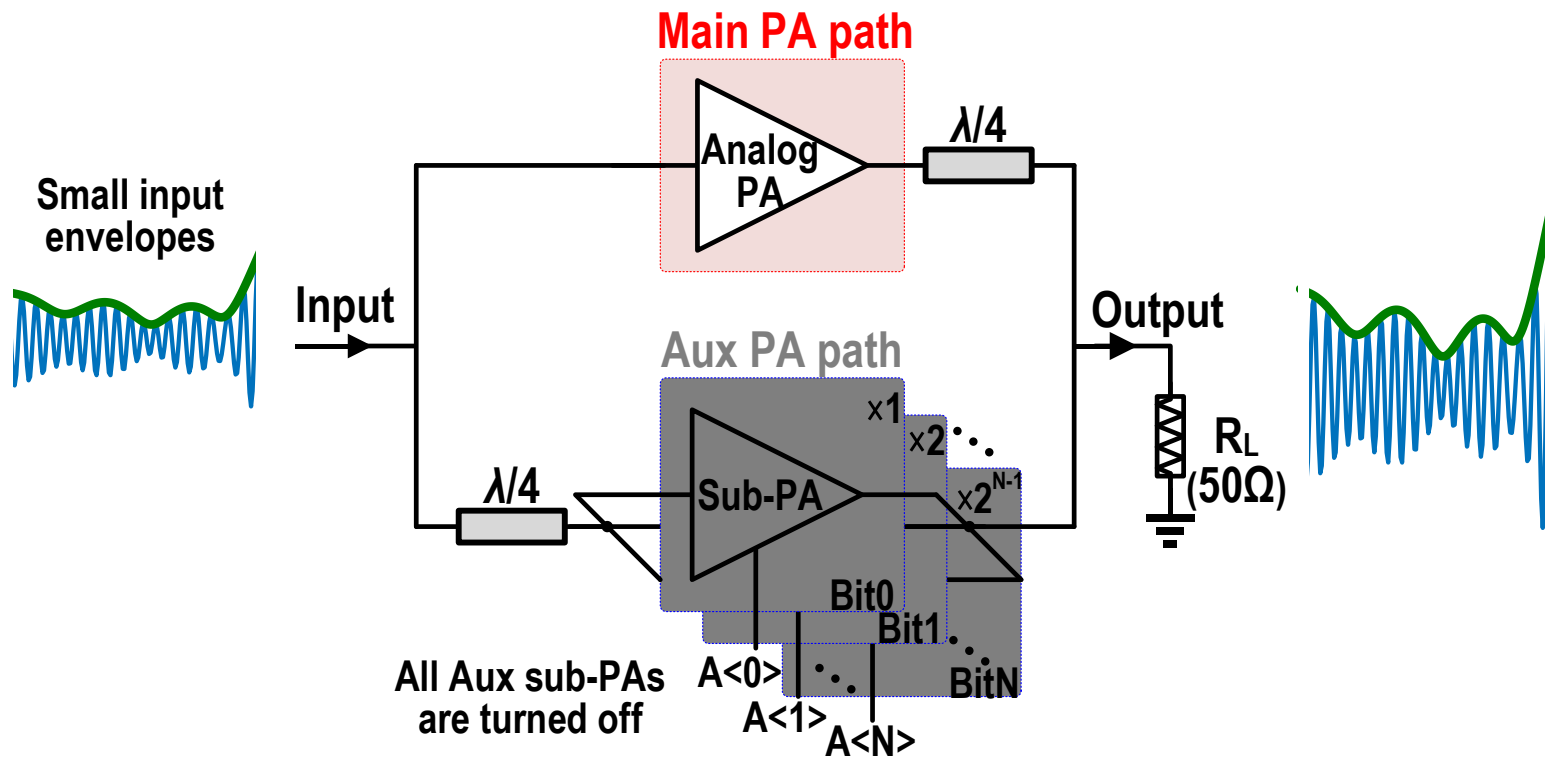 Main PA path
Analog
PA
λ/4
Small input
envelopes
Input
Output
Aux PA path
×1
×2
×2^N-1
λ/4
Sub-PA
RL
(50Ω)
Bit0
Bit1
BitN
All Aux sub-PAs
are turned off
A<0>
A<1>
A<N>